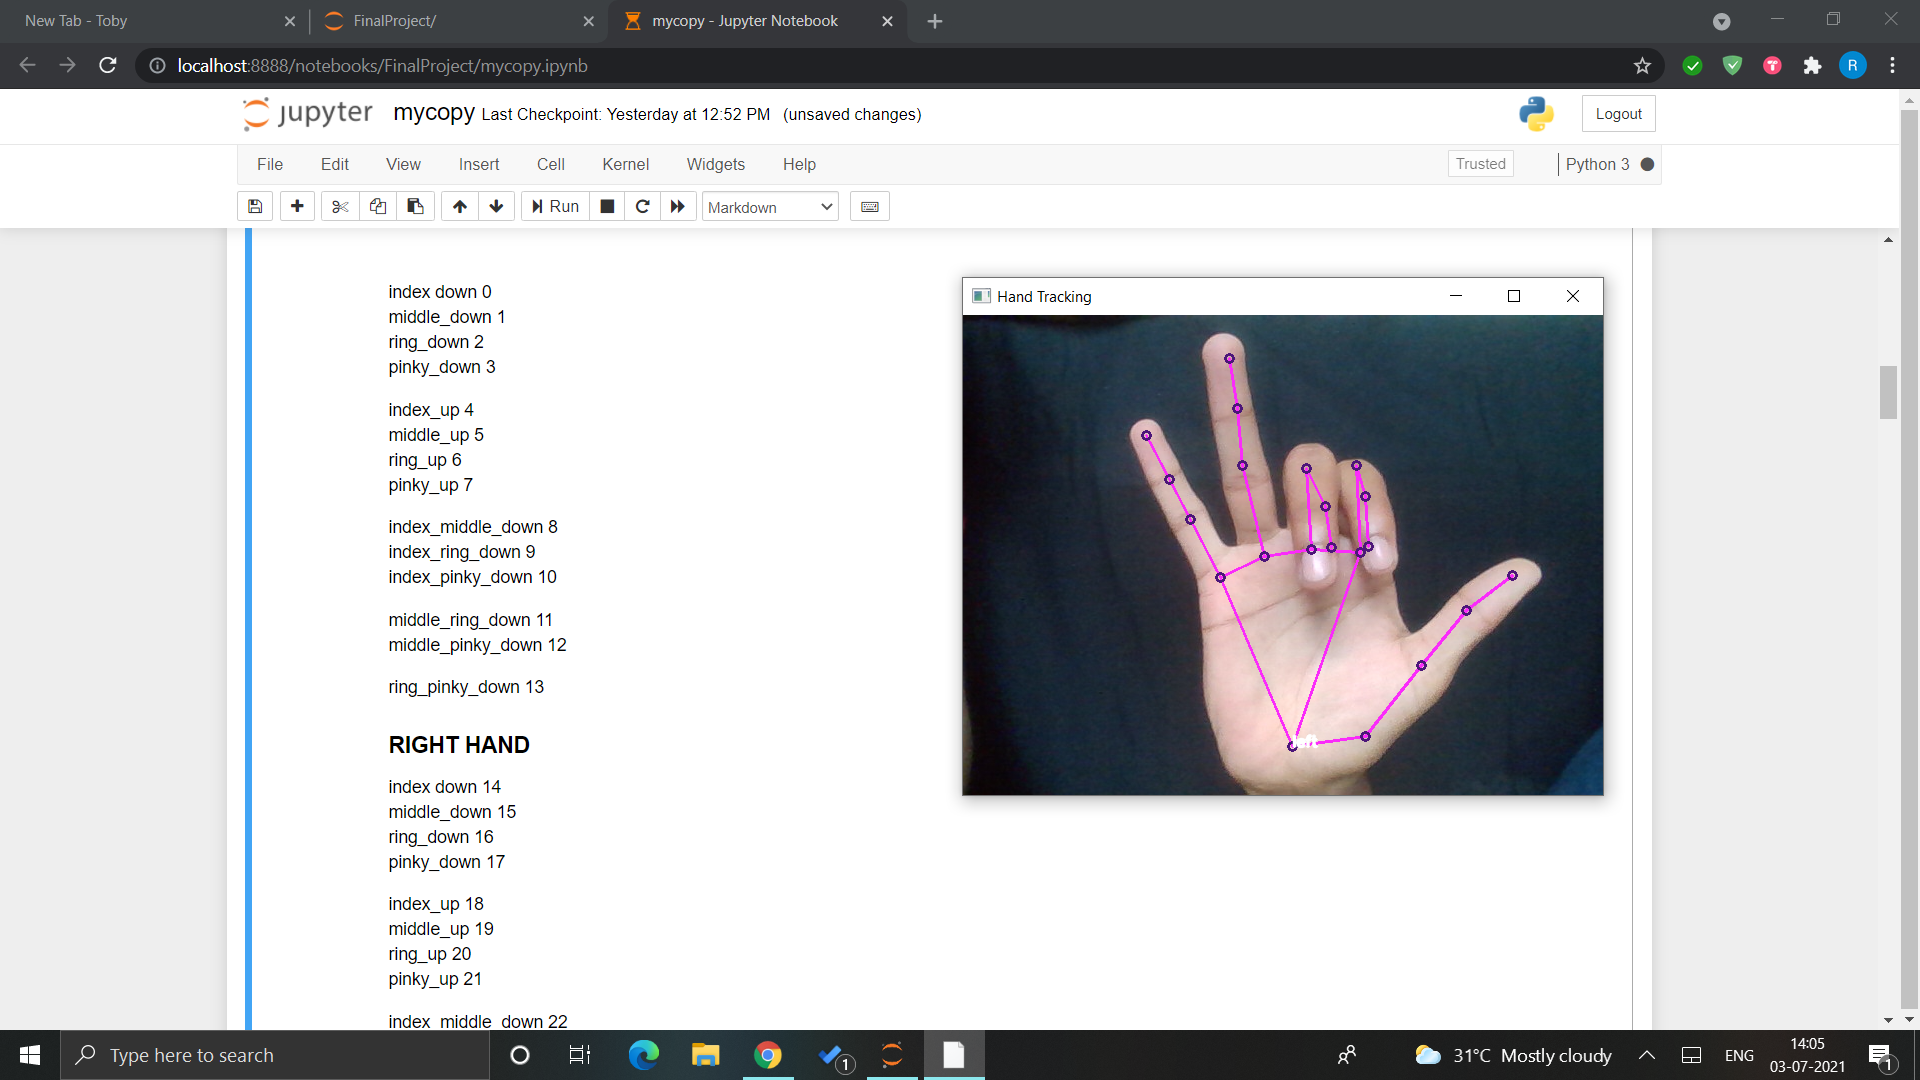 New Tab - Toby
FinalProject/
mycopy - Jupyter Notebook
localhost:8888/notebooks/FinalProject/mycopy.ipynb
R
jupyter
mycopy Last Checkpoint: Yesterday at 12:52 PM (unsaved changes)
Logout
File Edit View Insert Cell Kernel Widgets Help
Trusted
Python 3
Run
Markdown
index down 0
middle_down 1
ring_down 2
pinky_down 3
index_up 4
middle_up 5
ring_up 6
pinky_up 7
index_middle_down 8
index_ring_down 9
index_pinky_down 10
middle_ring_down 11
middle_pinky_down 12
ring_pinky_down 13
RIGHT HAND
index down 14
middle_down 15
ring_down 16
pinky_down 17
index_up 18
middle_up 19
ring_up 20
pinky_up 21
index_middle_down 22
Hand Tracking
Type here to search
1
31°C Mostly cloudy
ENG
14:05
03-07-2021
1